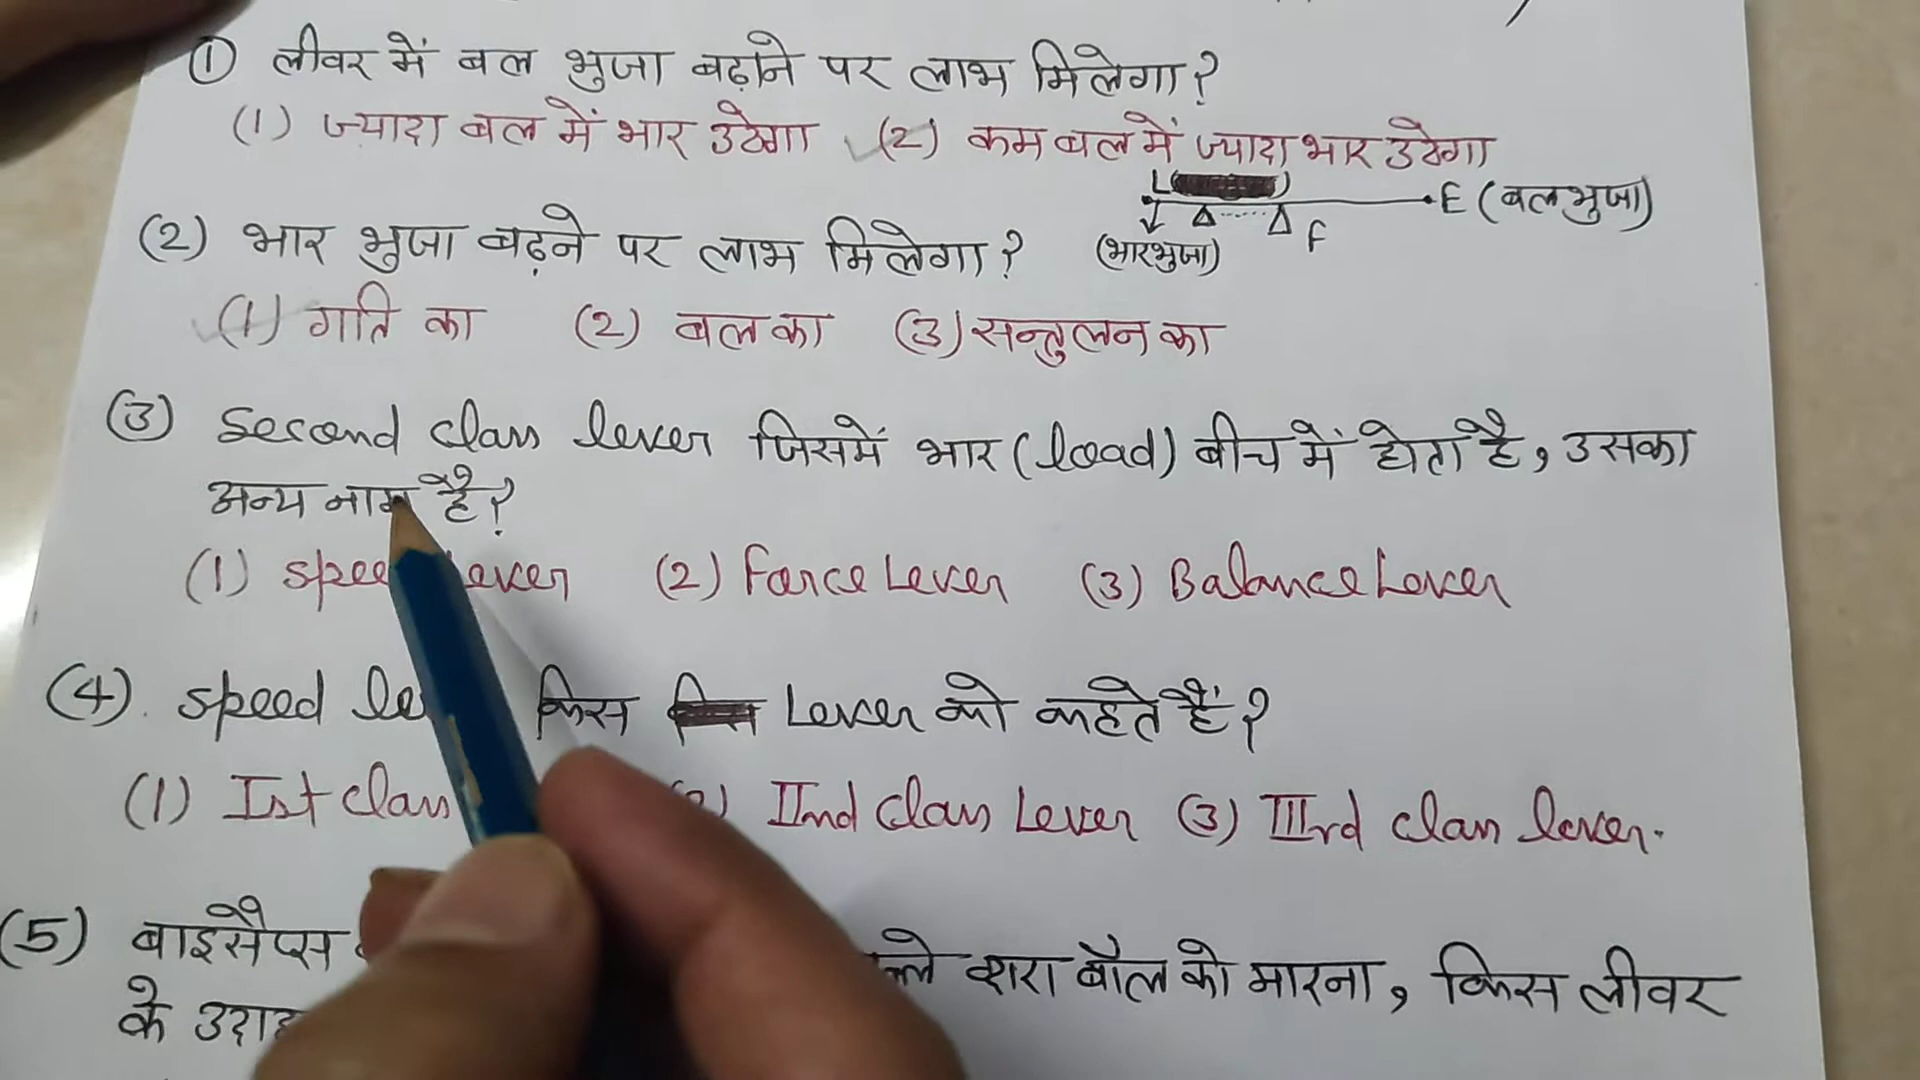 ① लीवर में बल भुजा बढ़ाने पर लाभ मिलेगा?
(1) ज्यादा बल में भार उठेगा (2) कम बल में ज्यादा भार उठेगा
L E (बल भुजा)
(2) भार भुजा बढ़ने पर लाभ मिलेगा? (भारभुजा) F
(1) गति का (2) बल का (3) सन्तुलन का
(3) Second class lever जिसमें भार (load) बीच में होता है, उसका
अन्य नाम है?
(1) Lever (2) Force Lever (3) Balance Lever
(4). speed किस Lever को कहते हैं?
(1) Ist class IInd Class Lever (3) IIIrd class lever.
(5) बाइसैप्स द्वारा बॉल को मारना, किस लीवर
के